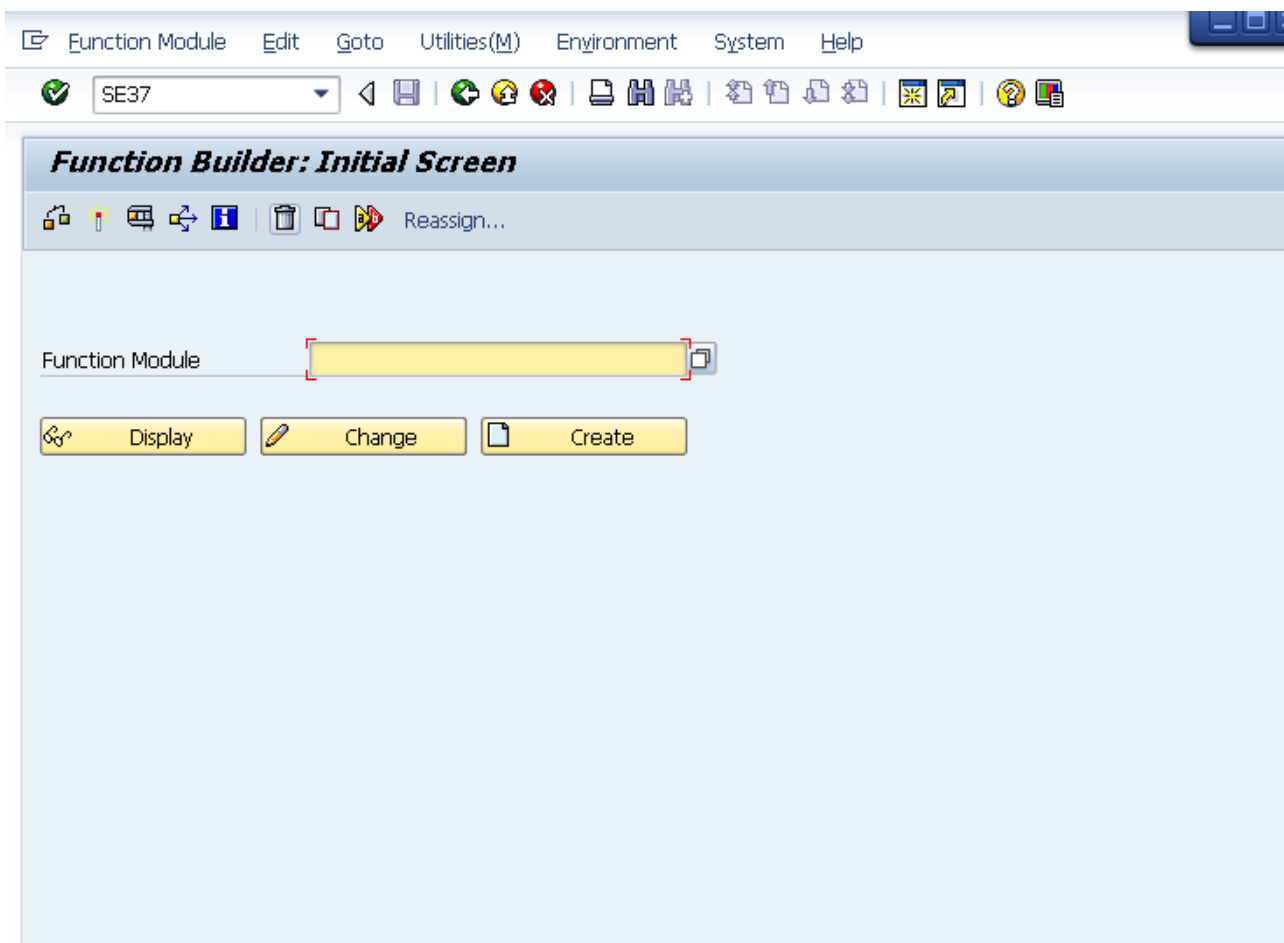 Function Module Edit Goto Utilities(M) Environment System Help
SE37
Function Builder: Initial Screen
Reassign...
Function Module
Display Change Create